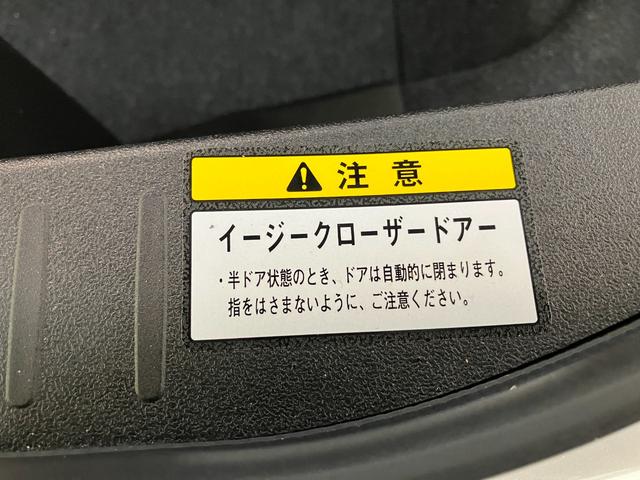 注意
イージークローザードアー
・半ドア状態のとき、ドアは自動的に閉まります。
指をはさまないように、ご注意ください。